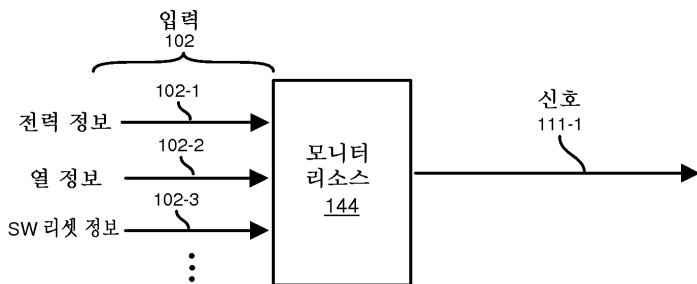 입력
102
전력 정보
102-1
열 정보
102-2
SW 리셋 정보
102-3
모니터
리소스
144
신호
111-1